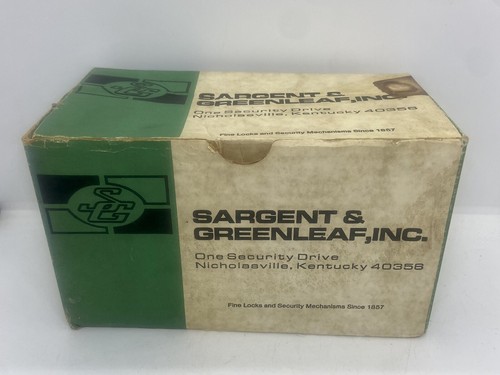 SARGENT &
GREENLEAF,INC.
One Security Drive
Nicholasville, Kentucky 40356
Fine Locks and Security Mechanisms Since 1857
SARGENT &
GREENLEAF,INC.
One Security Drive
Nicholasville, Kentucky 40356
Fine Locks and Security Mechanisms Since 1857